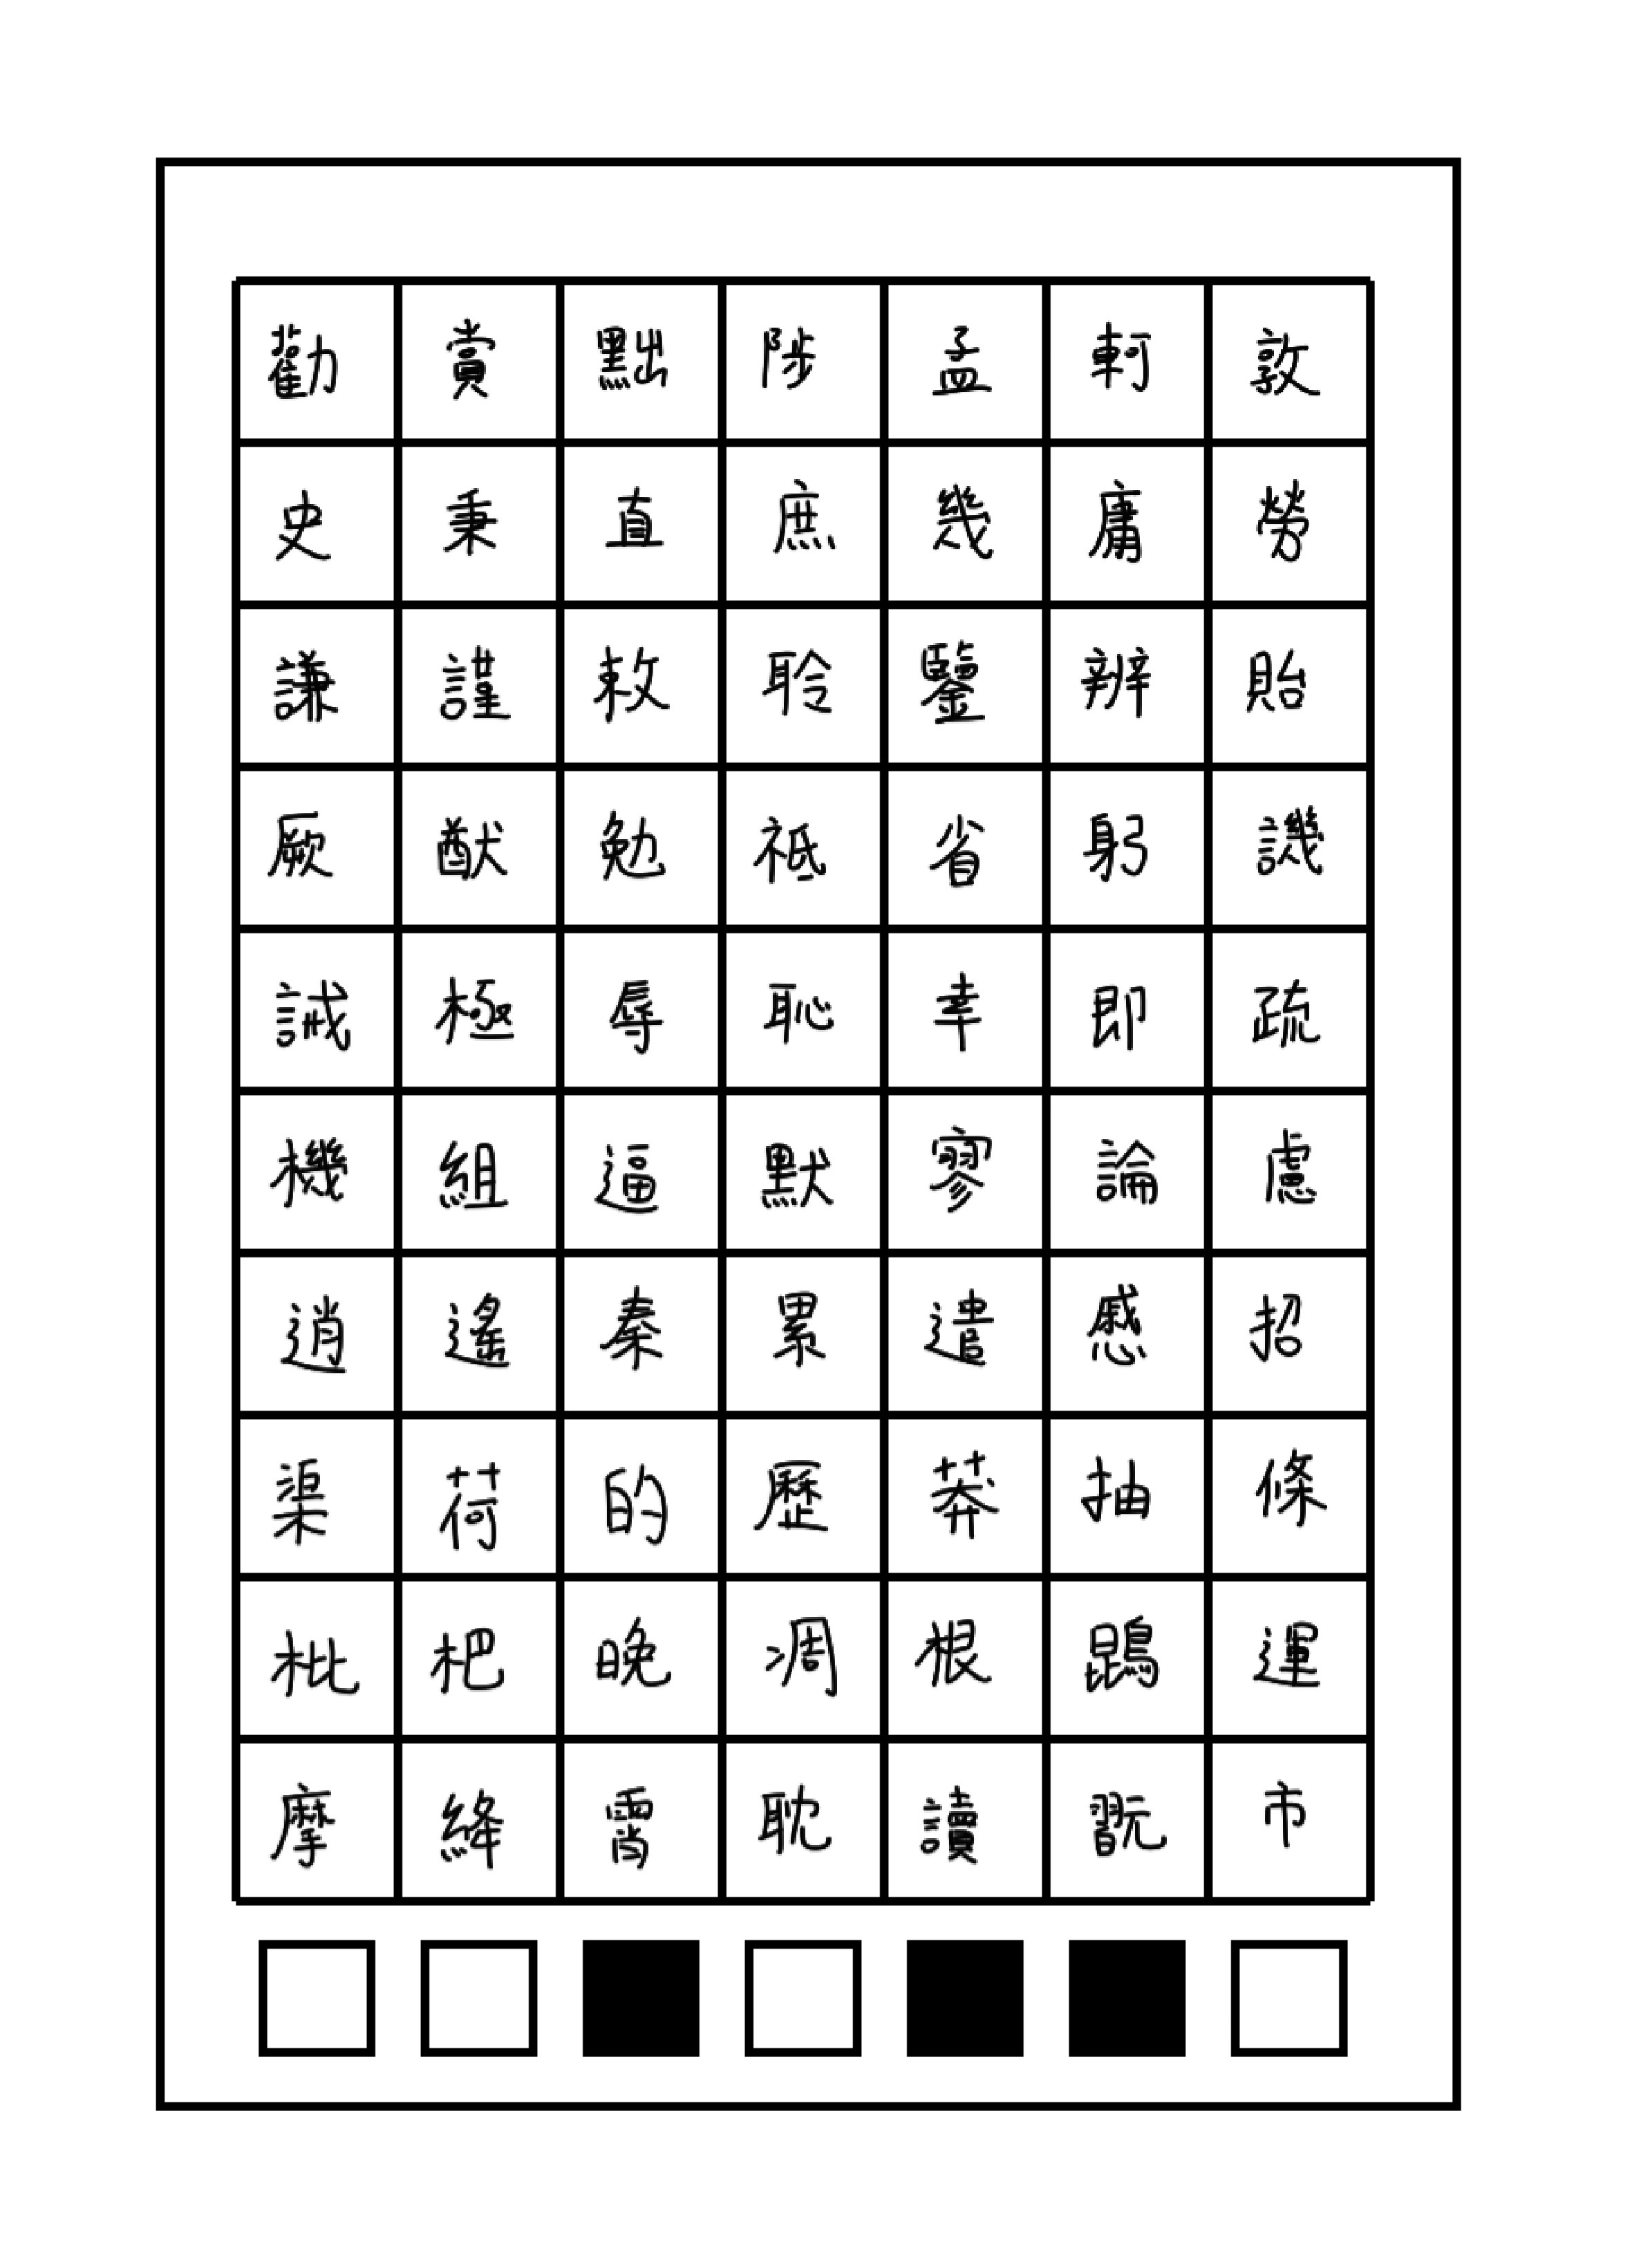 勸賞黜陟孟軻敦
史秉直庶幾庸勞
謙謹敕聆鑒辨貽
厥猷勉祗省躬譏
誡極辱恥幸即疏
機組逼默寥論慮
逍遙秦累遣慼招
渠荷的歷莽抽條
枇杷晚凋根鵾運
摩絳霄耽讀翫市